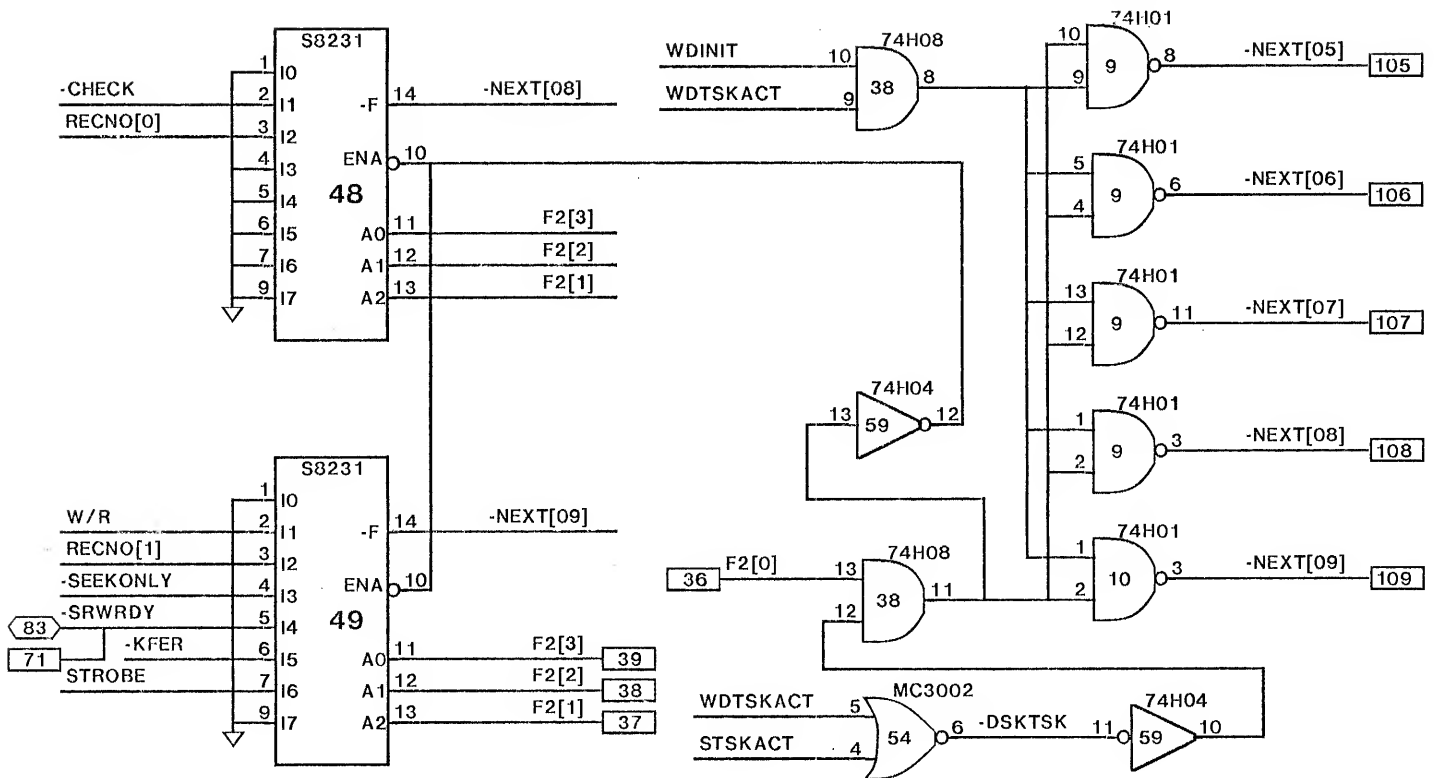 S8231
1 I0
-CHECK 2 I1
RECNO[0] 3 I2
4 I3
5 I4
6 I5
7 I6
9 I7
-F 14 -NEXT[08]
ENA 10
48
A0 11 F2[3]
A1 12 F2[2]
A2 13 F2[1]
S8231
1 I0
W/R 2 I1
RECNO[1] 3 I2
-SEEKONLY 4 I3
83 -SRWRDY 5 I4
71
-KFER 6 I5
STROBE 7 I6
9 I7
-F 14 -NEXT[09]
ENA 10
49
A0 11 F2[3] 39
A1 12 F2[2] 38
A2 13 F2[1] 37
74H08
WDINIT 10
WDTSKACT 9
38 8
74H01
10
9
9 8 -NEXT[05] 105
74H01
5
4
9 6 -NEXT[06] 106
74H01
13
12
9 11 -NEXT[07] 107
74H01
1
2
9 3 -NEXT[08] 108
74H01
1
2
10 3 -NEXT[09] 109
74H04
13 59 12
74H08
36 F2[0] 13
12
38 11
MC3002
WDTSKACT 5
STSKACT 4
54 6 -DSKTSK
74H04
11 59 10